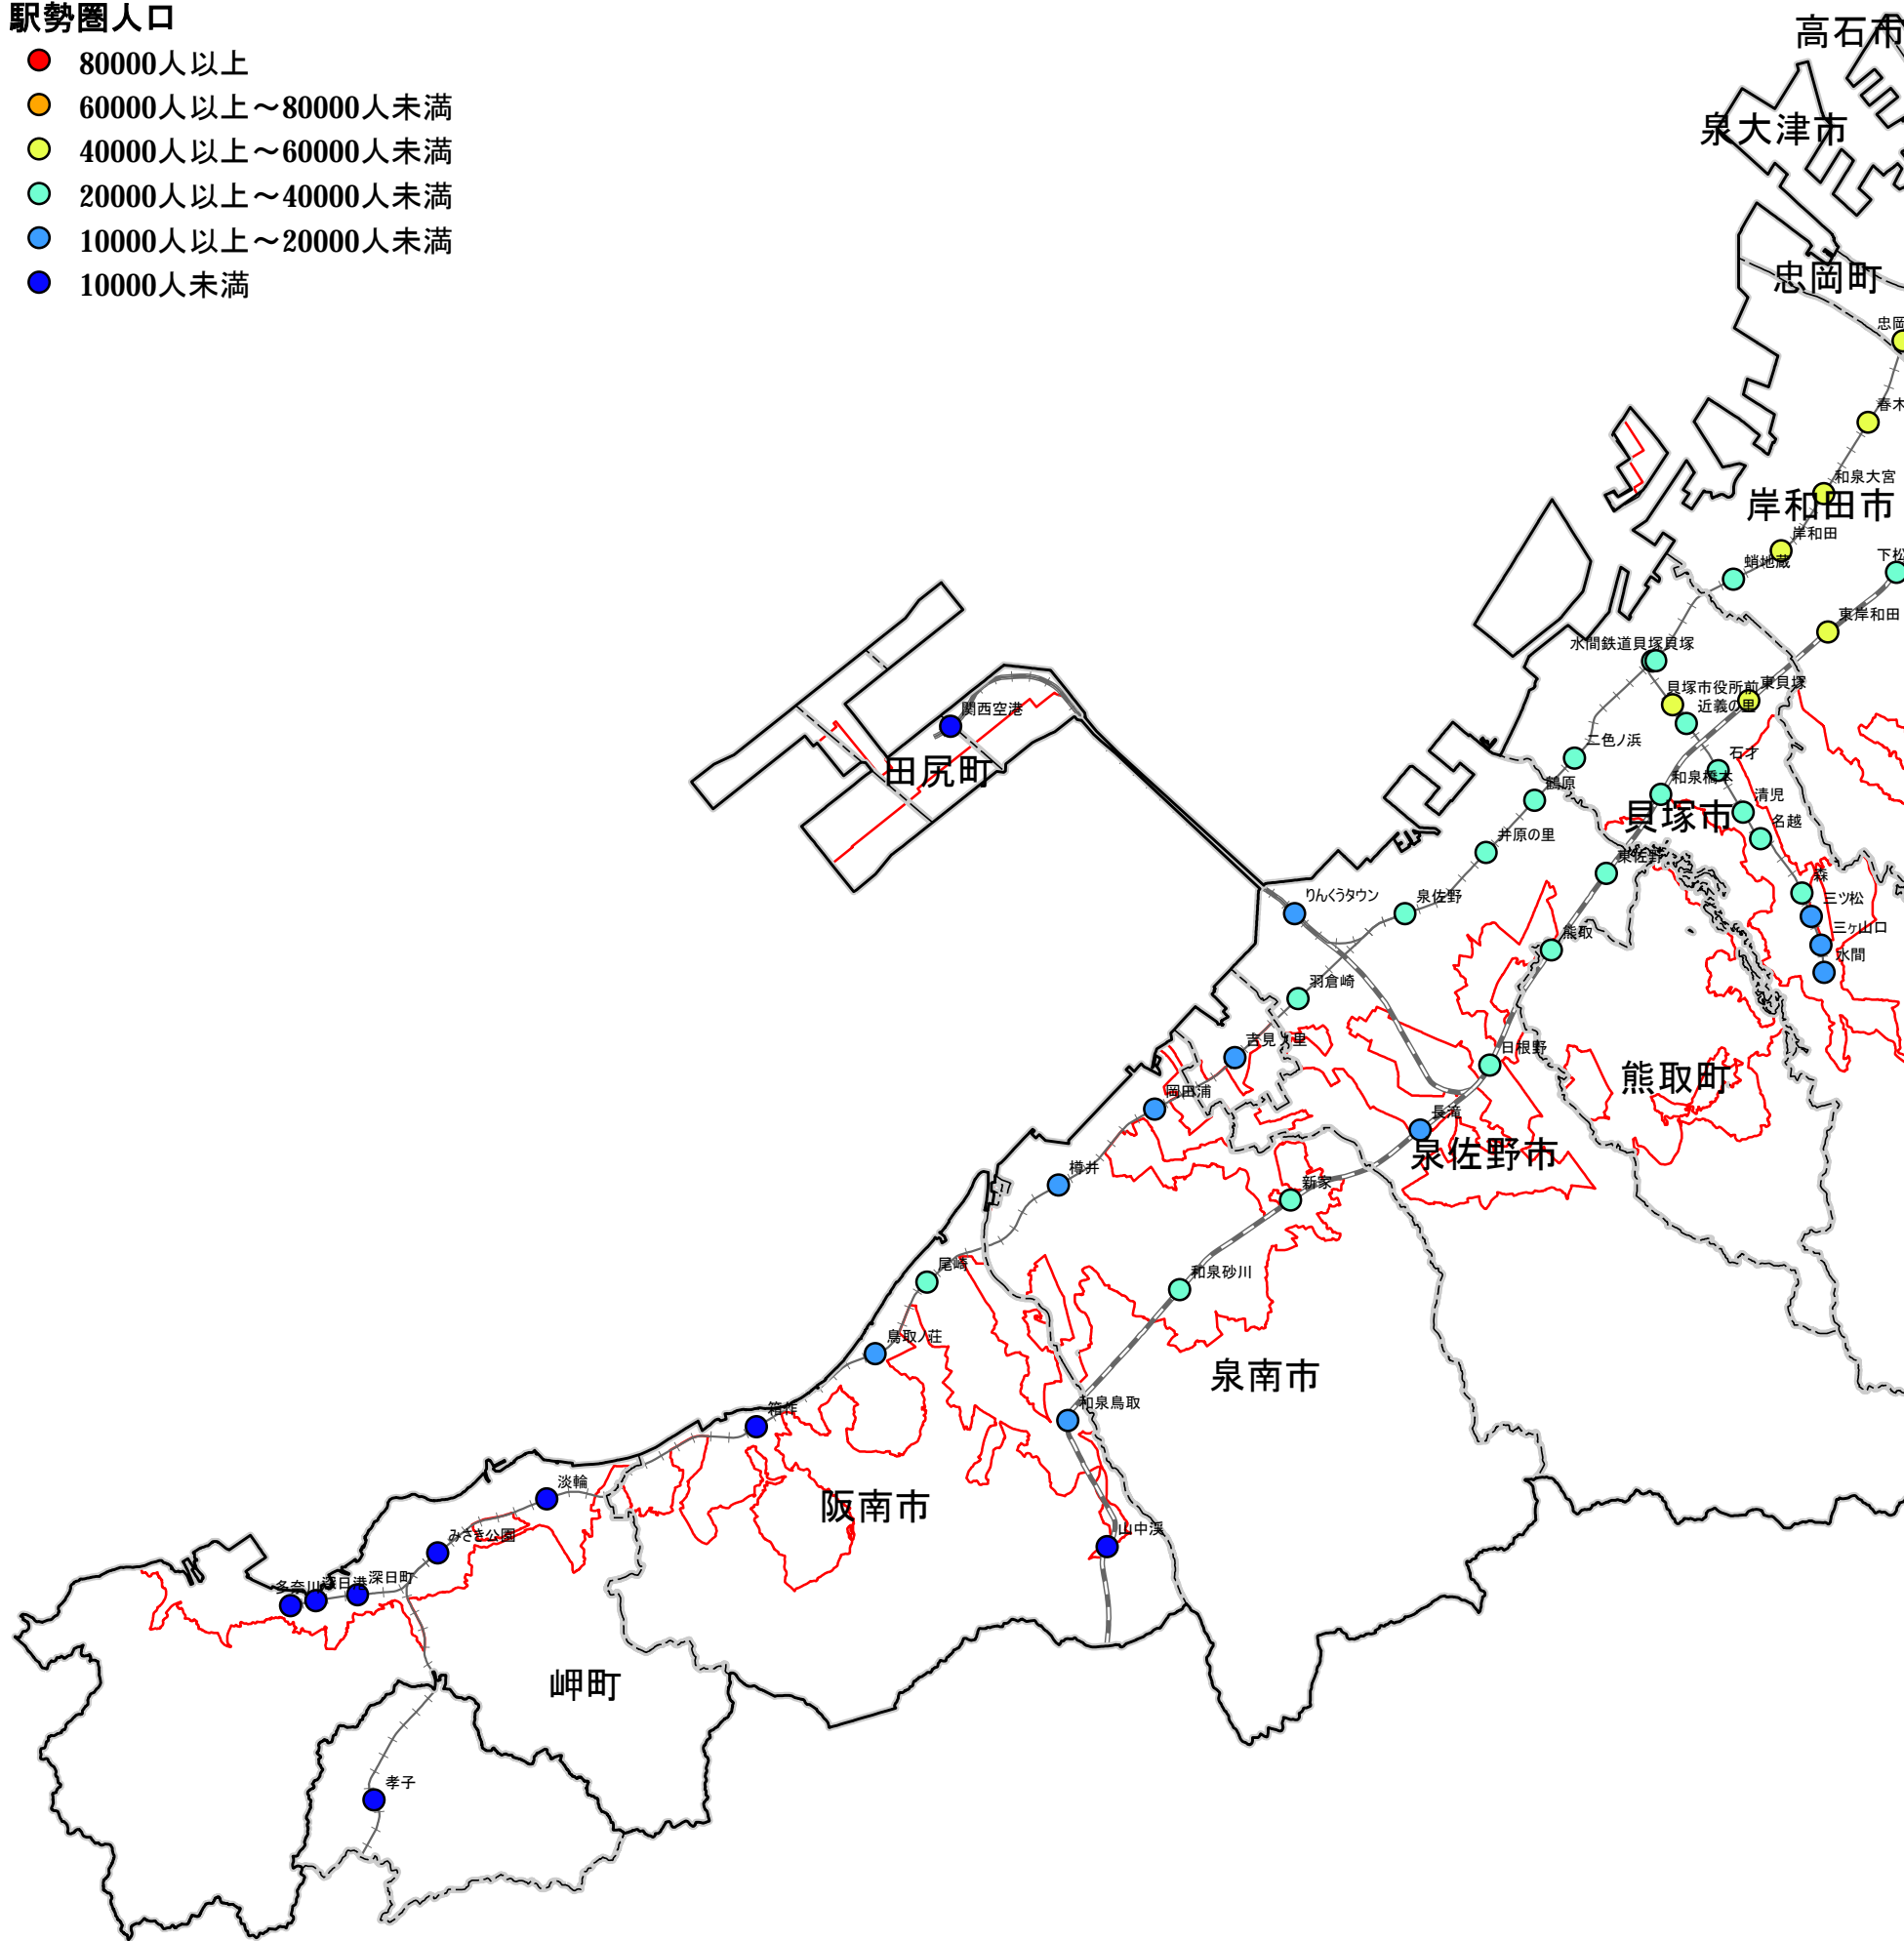 駅勢圏人口
80000人以上
60000人以上～80000人未満
40000人以上～60000人未満
20000人以上～40000人未満
10000人以上～20000人未満
10000人未満
高石市
泉大津市
忠岡町
忠岡
春木
和泉大宮
岸和田市
岸和田
蛸地蔵
下松
東岸和田
水間鉄道貝塚貝塚
東貝塚
貝塚市役所前
近義の里
関西空港
二色ノ浜
石才
田尻町
和泉橋本
鶴原
清児
貝塚市
名越
井原の里
東佐野
森
りんくうタウン
泉佐野
三ツ松
三ヶ山口
熊取
水間
羽倉崎
吉見ノ里
日根野
熊取町
岡田浦
長滝
泉佐野市
樽井
新家
尾崎
和泉砂川
鳥取ノ荘
泉南市
箱作
和泉鳥取
淡輪
阪南市
山中渓
みさき公園
深日町
深日港
多奈川
岬町
孝子